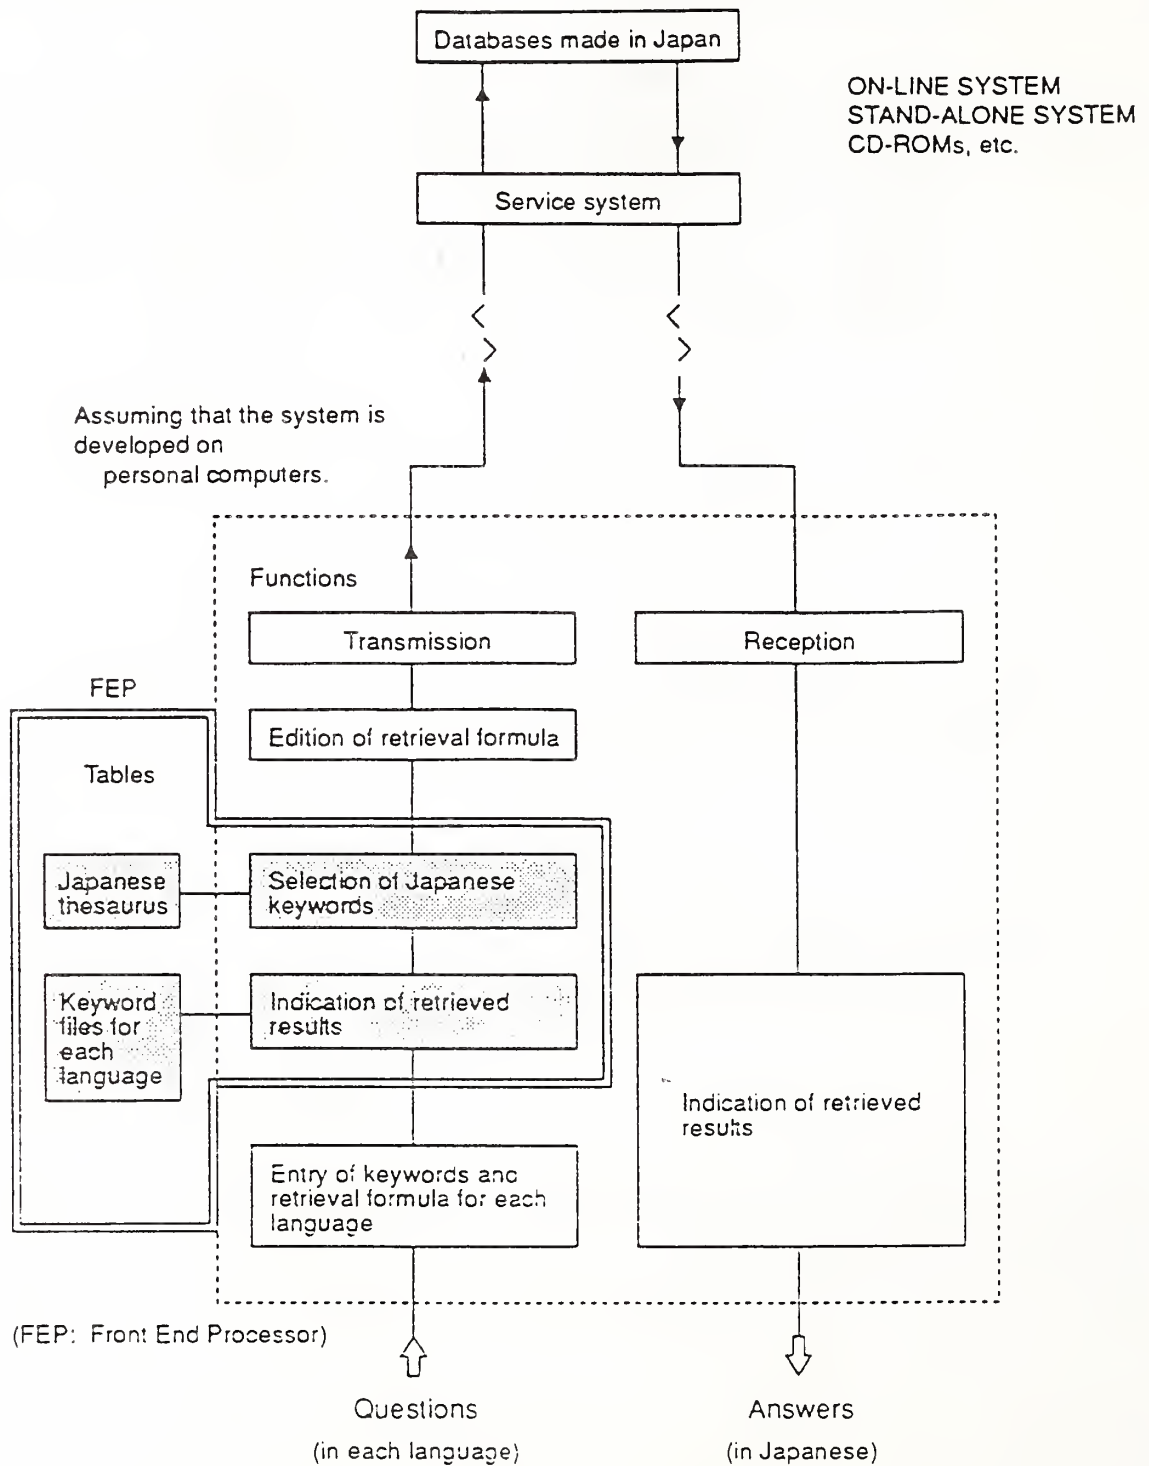 Databases made in Japan
ON-LINE SYSTEM
STAND-ALONE SYSTEM
CD-ROMs, etc.
Service system
Assuming that the system is
developed on
personal computers.
Functions
Transmission
Reception
FEP
Edition of retrieval formula
Tables
Japanese
thesaurus
Selection of Japanese
keywords
Keyword
files for
each
language
Indication of retrieved
results
Indication of retrieved
results
Entry of keywords and
retrieval formula for each
language
(FEP: Front End Processor)
Questions
(in each language)
Answers
(in Japanese)